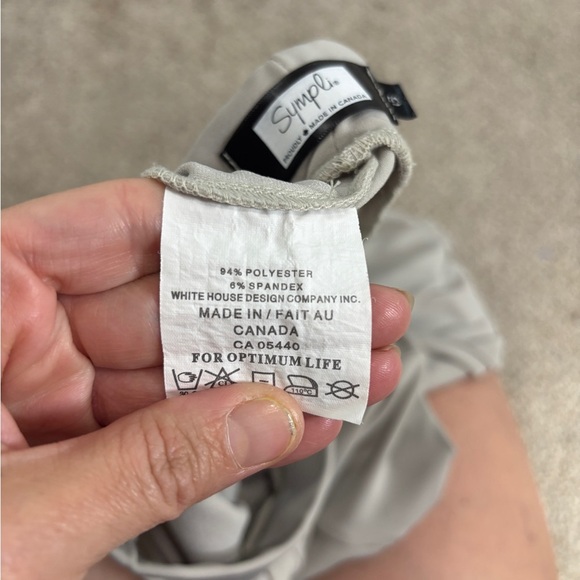 Sympli®
PROUDLY MADE IN CANADA
94% POLYESTER
6% SPANDEX
WHITE HOUSE DESIGN COMPANY INC.
MADE IN / FAIT AU
CANADA
CA 05440
FOR OPTIMUM LIFE
110°C